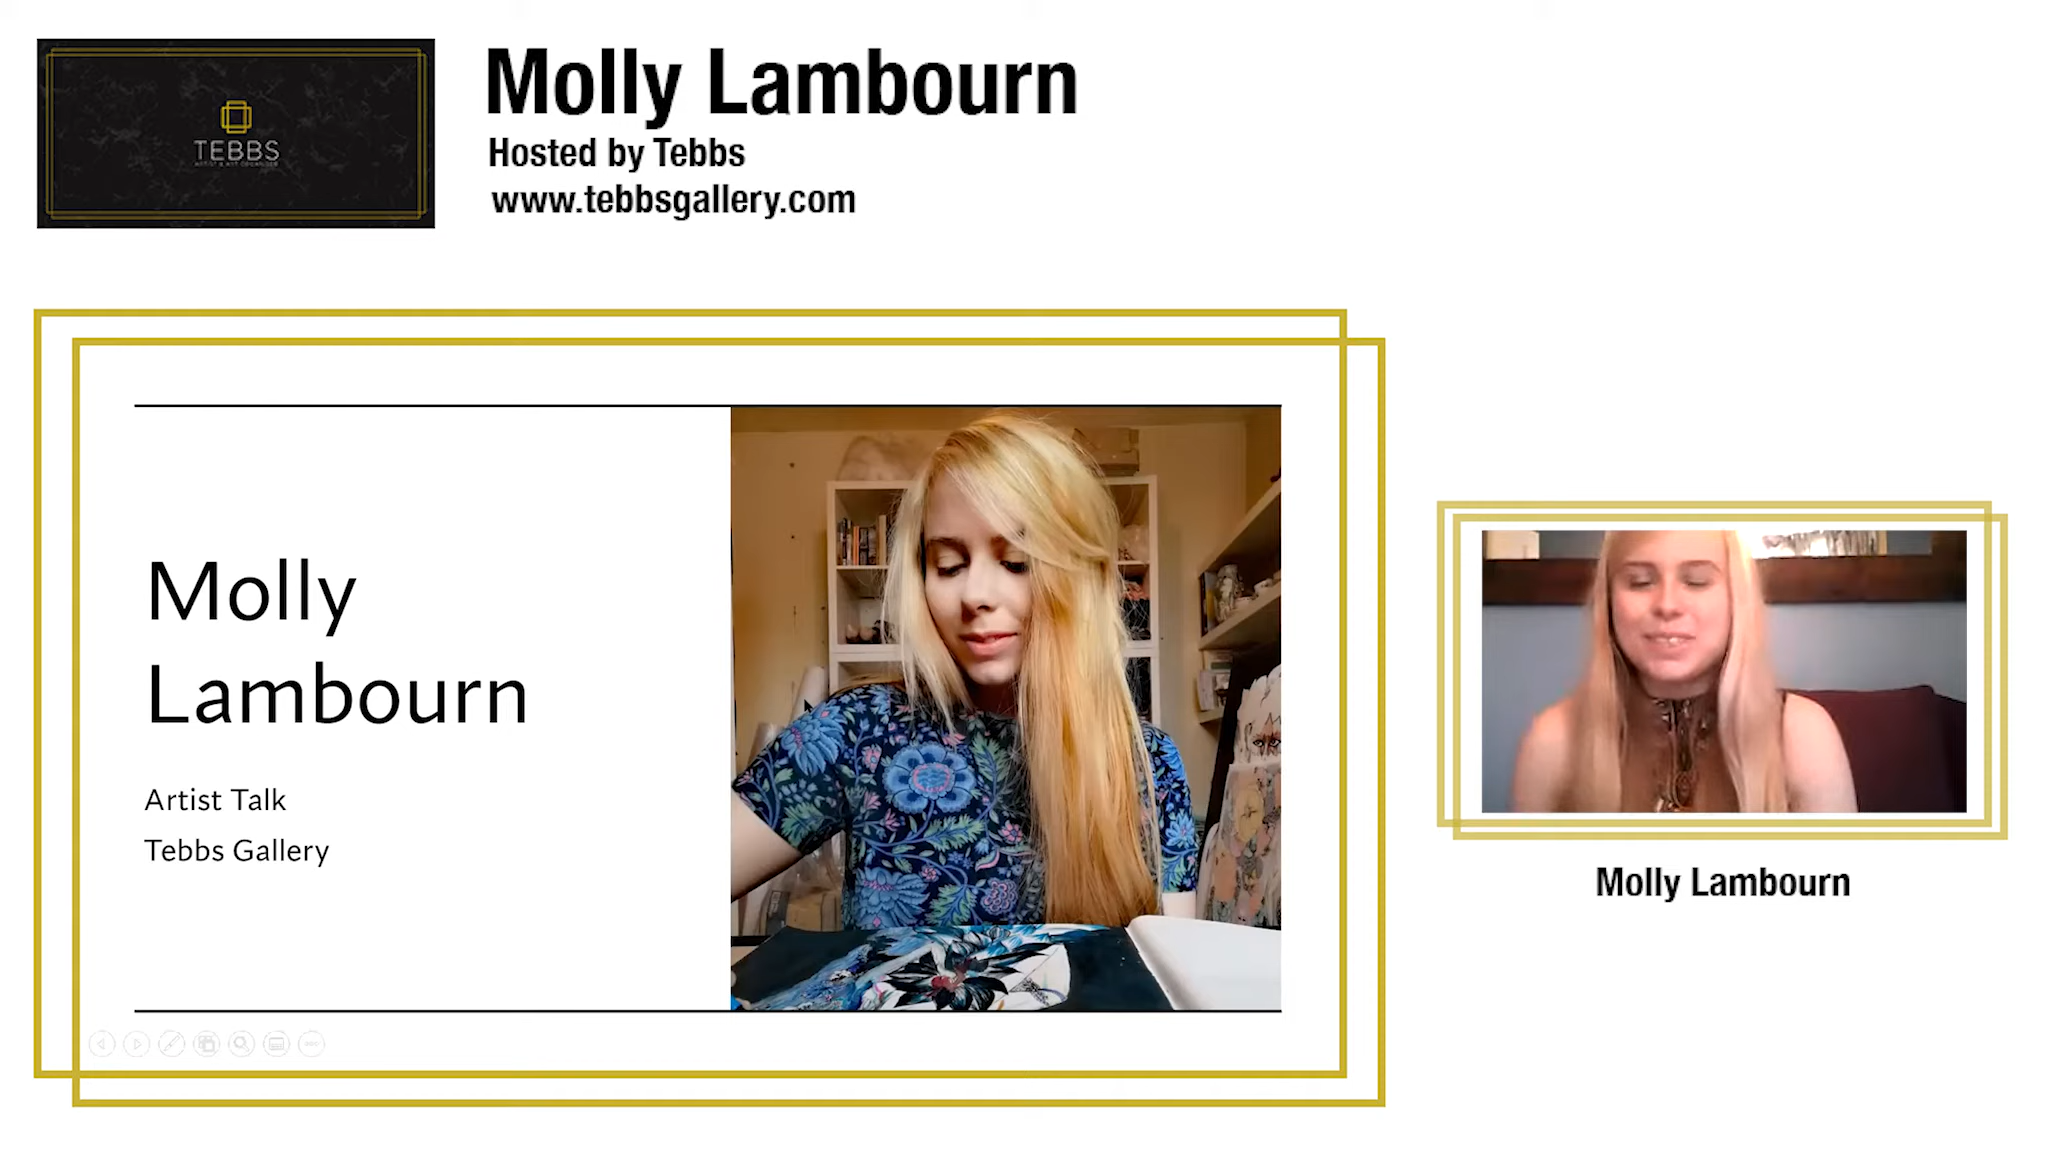 TEBBS
Molly Lambourn
Hosted by Tebbs
www.tebbsgallery.com
Molly
Lambourn
Artist Talk
Tebbs Gallery
Molly Lambourn